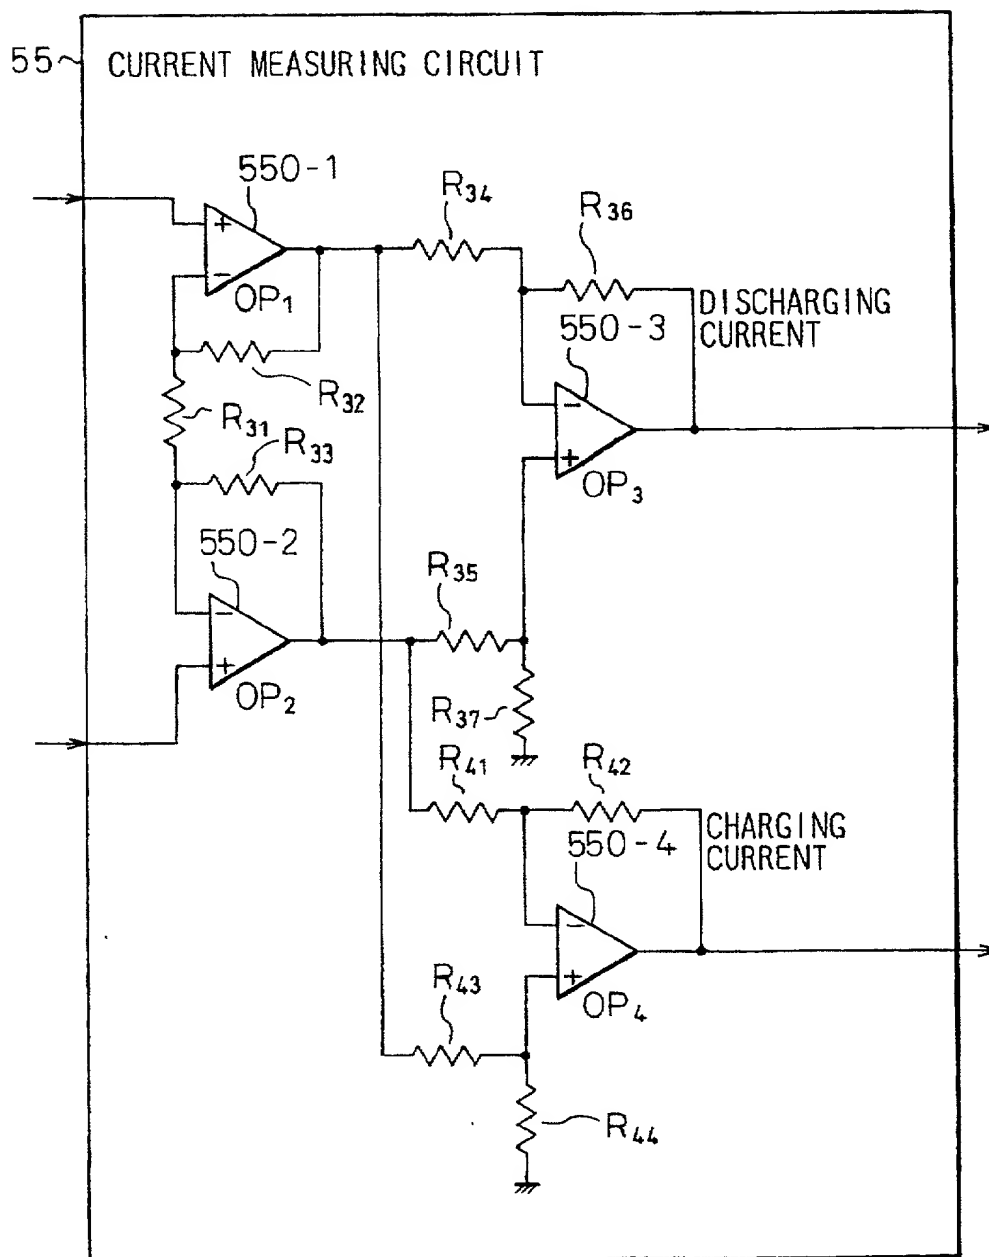 55
CURRENT MEASURING CIRCUIT
550-1
+
−
OP1
R34
R36
DISCHARGING
CURRENT
550-3
R32
R31
R33
−
+
OP3
550-2
−
+
OP2
R35
R37
R41
R42
CHARGING
CURRENT
550-4
−
+
OP4
R43
R44